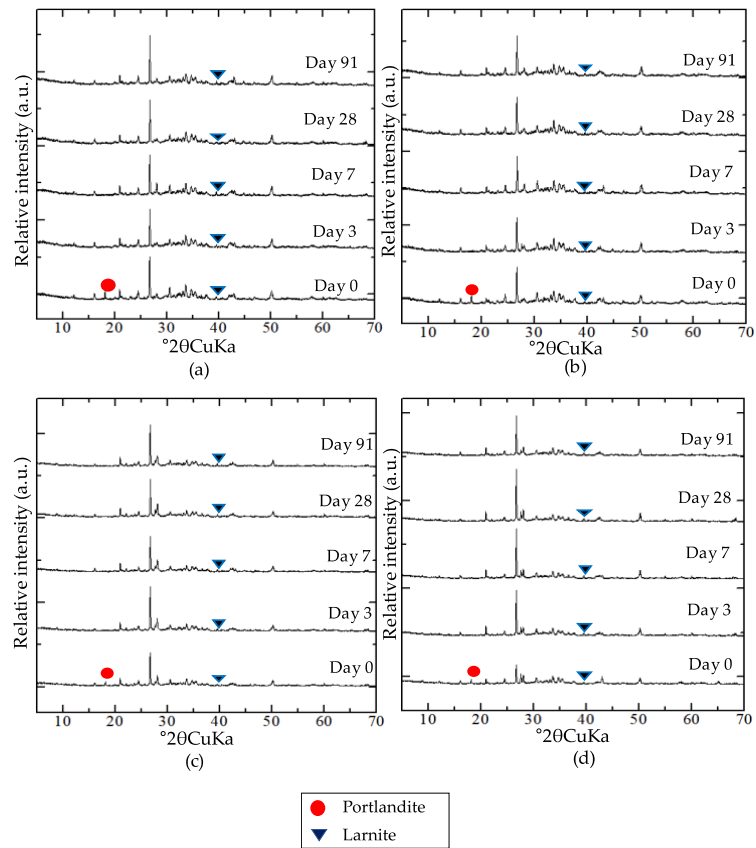 Relative intensity (a.u.)
Day 91
Day 28
Day 7
Day 3
Day 0
10 20 30 40 50 60 70
°2θCuKa
(a)
Relative intensity (a.u.)
Day 91
Day 28
Day 7
Day 3
Day 0
10 20 30 40 50 60 70
°2θCuKa
(b)
Relative intensity (a.u.)
Day 91
Day 28
Day 7
Day 3
Day 0
10 20 30 40 50 60 70
°2θCuKa
(c)
Relative intensity (a.u.)
Day 91
Day 28
Day 7
Day 3
Day 0
10 20 30 40 50 60 70
°2θCuKa
(d)
Portlandite
Larnite